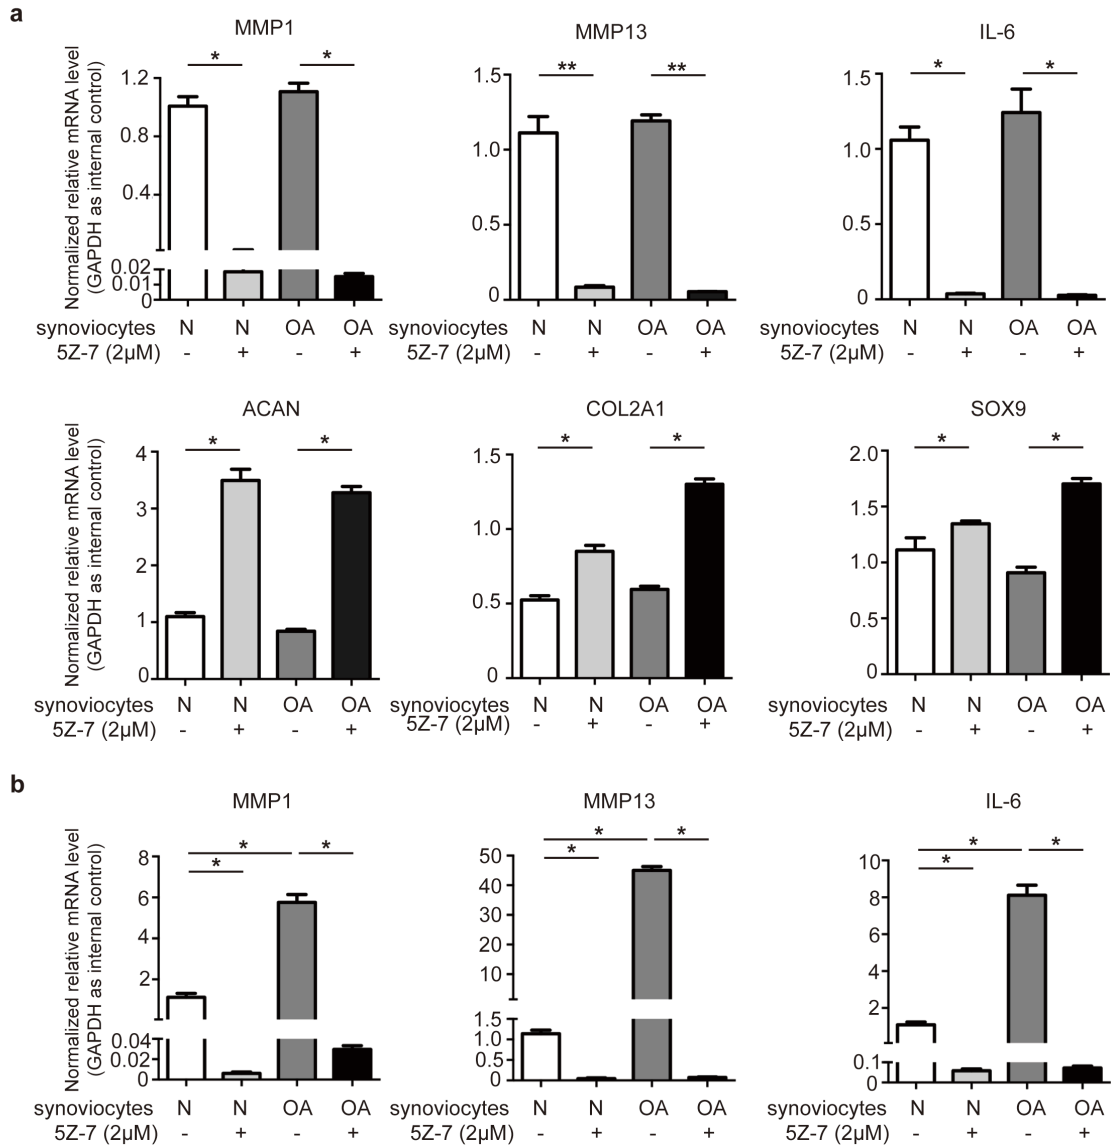 a
MMP1
MMP13
IL-6
Normalized relative mRNA level
(GAPDH as internal control)
* *
** **
* *
1.2
0.8
0.4
0.02
0.01
0
1.5
1.0
0.5
0
1.5
1.0
0.5
0
synoviocytes N N OA OA
5Z-7 (2μM) - + - +
synoviocytes N N OA OA
5Z-7 (2μM) - + - +
synoviocytes N N OA OA
5Z-7 (2μM) - + - +
ACAN
COL2A1
SOX9
Normalized relative mRNA level
(GAPDH as internal control)
* *
* *
* *
4
3
2
1
0
1.5
1.0
0.5
0
2.0
1.5
1.0
0.5
0
synoviocytes N N OA OA
5Z-7 (2μM) - + - +
synoviocytes N N OA OA
5Z-7 (2μM) - + - +
synoviocytes N N OA OA
5Z-7 (2μM) - + - +
b
MMP1
MMP13
IL-6
Normalized relative mRNA level
(GAPDH as internal control)
* *
*
* *
*
* *
*
8
6
4
2
0.04
0.02
0
50
40
30
20
10
1.5
1.0
0.5
0
10
8
6
4
2
0.1
0
synoviocytes N N OA OA
5Z-7 (2μM) - + - +
synoviocytes N N OA OA
5Z-7 (2μM) - + - +
synoviocytes N N OA OA
5Z-7 (2μM) - + - +